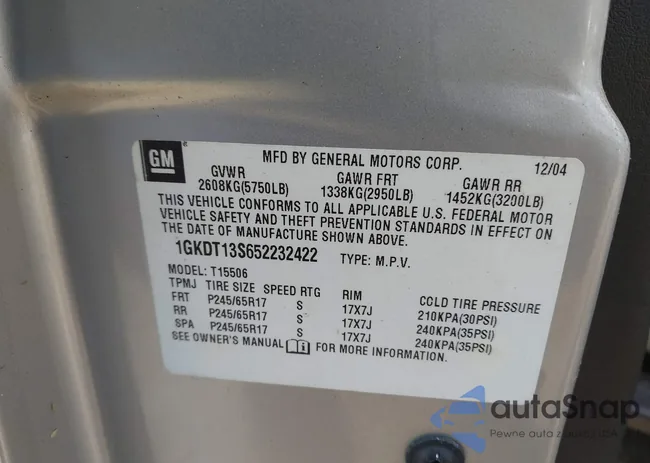 GM
MFD BY GENERAL MOTORS CORP. 12/04
GVWR GAWR FRT GAWR RR
2608KG(5750LB) 1338KG(2950LB) 1452KG(3200LB)
THIS VEHICLE CONFORMS TO ALL APPLICABLE U.S. FEDERAL MOTOR
VEHICLE SAFETY AND THEFT PREVENTION STANDARDS IN EFFECT ON
THE DATE OF MANUFACTURE SHOWN ABOVE.
1GKDT13S652232422 TYPE: M.P.V.
MODEL: T15506
TPMJ TIRE SIZE SPEED RTG RIM COLD TIRE PRESSURE
FRT P245/65R17 S 17X7J 210KPA(30PSI)
RR P245/65R17 S 17X7J 240KPA(35PSI)
SPA P245/65R17 S 17X7J 240KPA(35PSI)
SEE OWNER'S MANUAL FOR MORE INFORMATION.
autoSnap
Pewne auto z